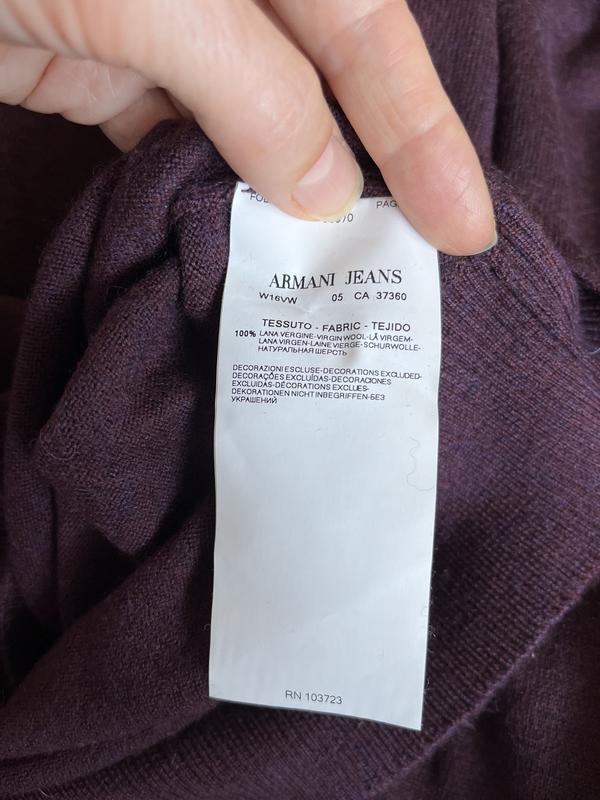 PAG
ARMANI JEANS
W16VW 05 CA 37360
TESSUTO - FABRIC - TEJIDO
100% LANA VERGINE-VIRGIN WOOL-LÃ VIRGEM-
LANA VIRGEN-LAINE VIERGE-SCHURWOLLE-
НАТУРАЛЬНАЯ ШЕРСТЬ
DECORAZIONI ESCLUSE-DECORATIONS EXCLUDED-
DECORAÇÕES EXCLUÍDAS-DECORACIONES
EXCLUIDAS-DÉCORATIONS EXCLUES-
DEKORATIONEN NICHT INBEGRIFFEN-БЕЗ
УКРАШЕНИЙ
RN 103723